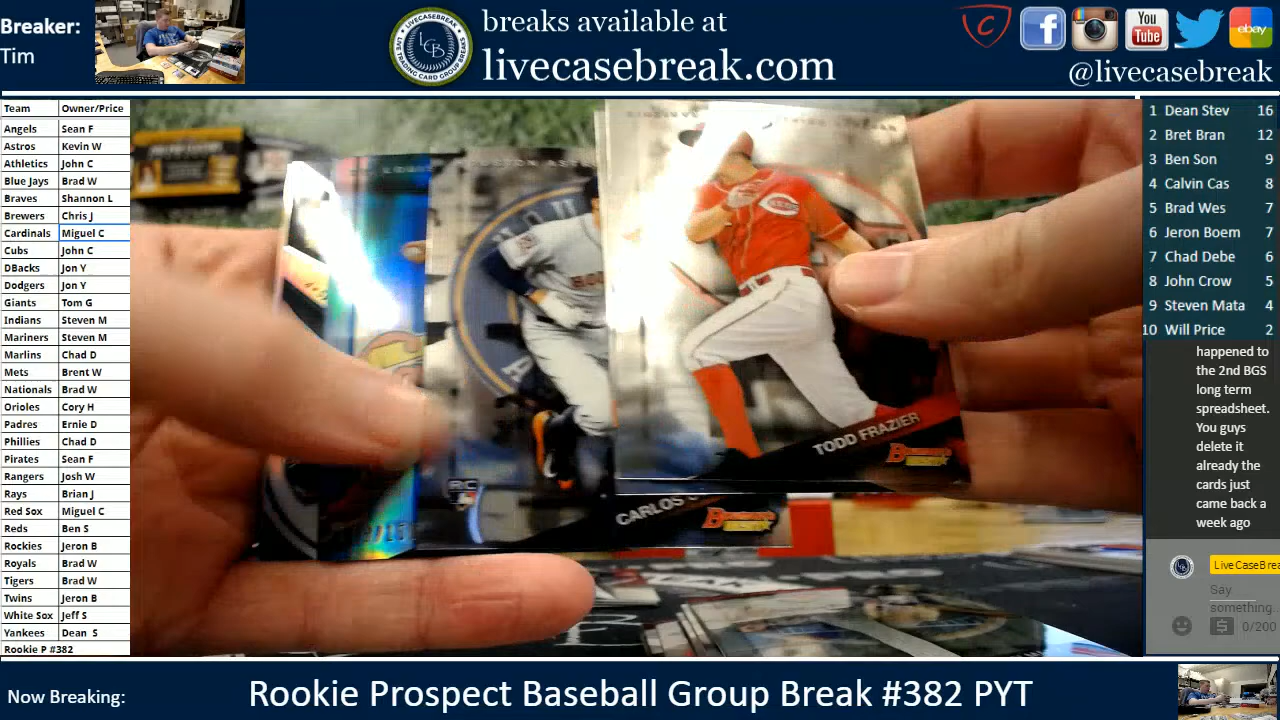 Breaker:
Tim
breaks available at
livecasebreak.com
LCB
You
Tube
ebay
@livecasebreak
Team Owner/Price
Angels Sean F
Astros Kevin W
Athletics John C
Blue Jays Brad W
Braves Shannon L
Brewers Chris J
Cardinals Miguel C
Cubs John C
DBacks Jon Y
Dodgers Jon Y
Giants Tom G
Indians Steven M
Mariners Steven M
Marlins Chad D
Mets Brent W
Nationals Brad W
Orioles Cory H
Padres Ernie D
Phillies Chad D
Pirates Sean F
Rangers Josh W
Rays Brian J
Red Sox Miguel C
Reds Ben S
Rockies Jeron B
Royals Brad W
Tigers Brad W
Twins Jeron B
White Sox Jeff S
Yankees Dean S
Rookie P #382
REDS
TODD FRAZIER
RC
CARLOS
1 Dean Stev 16
2 Bret Bran 12
3 Ben Son 9
4 Calvin Cas 8
5 Brad Wes 7
6 Jeron Boem 7
7 Chad Debe 6
8 John Crow 5
9 Steven Mata 4
10 Will Price 2
happened to
the 2nd BGS
long term
spreadsheet.
You guys
delete it
already the
cards just
came back a
week ago
LiveCaseBrea
Say
something.
0/200
Now Breaking:
Rookie Prospect Baseball Group Break #382 PYT